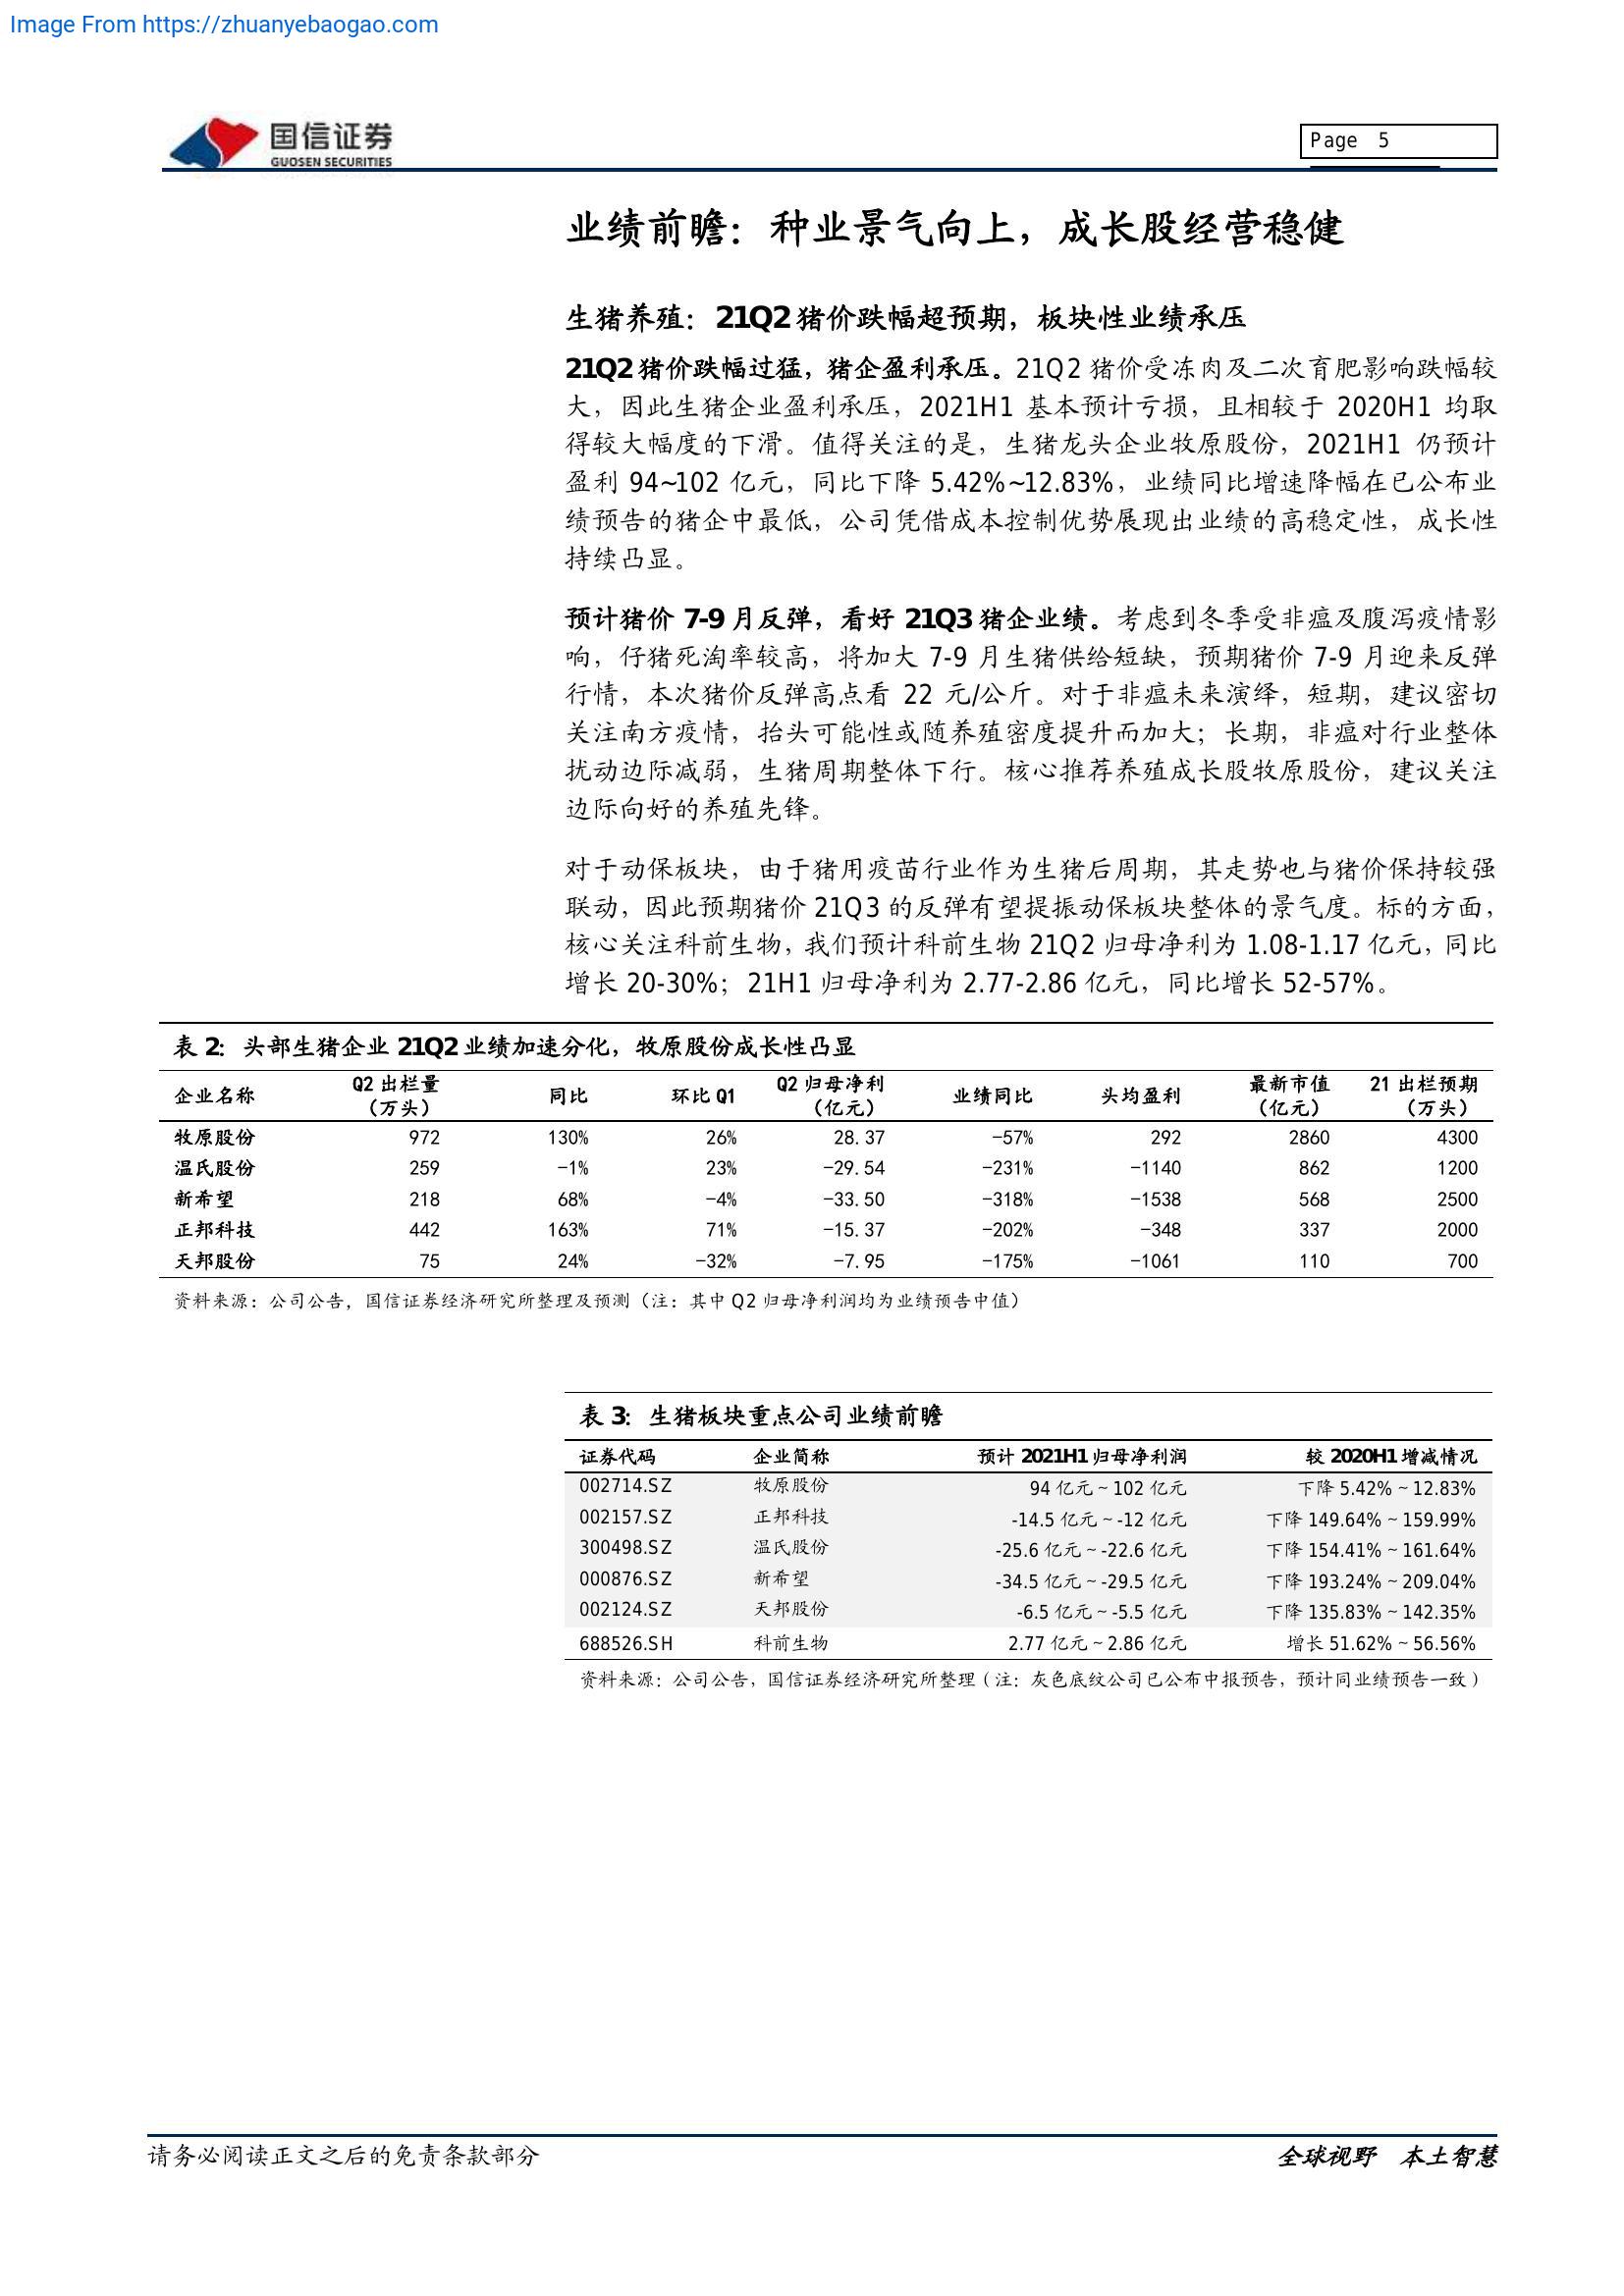 Image From https://zhuanyebaogao.com
国信证券
GUOSEN SECURITIES
Page 5
业绩前瞻：种业景气向上，成长股经营稳健
生猪养殖：21Q2猪价跌幅超预期，板块性业绩承压
21Q2猪价跌幅过猛，猪企盈利承压。21Q2 猪价受冻肉及二次育肥影响跌幅较
大，因此生猪企业盈利承压，2021H1 基本预计亏损，且相较于 2020H1 均取
得较大幅度的下滑。值得关注的是，生猪龙头企业牧原股份，2021H1 仍预计
盈利 94~102 亿元，同比下降 5.42%~12.83%，业绩同比增速降幅在已公布业
绩预告的猪企中最低，公司凭借成本控制优势展现出业绩的高稳定性，成长性
持续凸显。
预计猪价 7-9 月反弹，看好 21Q3 猪企业绩。考虑到冬季受非瘟及腹泻疫情影
响，仔猪死淘率较高，将加大 7-9 月生猪供给短缺，预期猪价 7-9 月迎来反弹
行情，本次猪价反弹高点看 22 元/公斤。对于非瘟未来演绎，短期，建议密切
关注南方疫情，抬头可能性或随养殖密度提升而加大；长期，非瘟对行业整体
扰动边际减弱，生猪周期整体下行。核心推荐养殖成长股牧原股份，建议关注
边际向好的养殖先锋。
对于动保板块，由于猪用疫苗行业作为生猪后周期，其走势也与猪价保持较强
联动，因此预期猪价 21Q3 的反弹有望提振动保板块整体的景气度。标的方面，
核心关注科前生物，我们预计科前生物 21Q2 归母净利为 1.08-1.17 亿元，同比
增长 20-30%；21H1 归母净利为 2.77-2.86 亿元，同比增长 52-57%。
表 2：头部生猪企业 21Q2 业绩加速分化，牧原股份成长性凸显
企业名称 Q2 出栏量（万头） 同比 环比 Q1 Q2 归母净利（亿元） 业绩同比 头均盈利 最新市值（亿元） 21 出栏预期（万头）
牧原股份 972 130% 26% 28.37 -57% 292 2860 4300
温氏股份 259 -1% 23% -29.54 -231% -1140 862 1200
新希望 218 68% -4% -33.50 -318% -1538 568 2500
正邦科技 442 163% 71% -15.37 -202% -348 337 2000
天邦股份 75 24% -32% -7.95 -175% -1061 110 700
资料来源：公司公告，国信证券经济研究所整理及预测（注：其中 Q2 归母净利润均为业绩预告中值）
表 3：生猪板块重点公司业绩前瞻
证券代码 企业简称 预计 2021H1 归母净利润 较 2020H1 增减情况
002714.SZ 牧原股份 94 亿元 ~ 102 亿元 下降 5.42% ~ 12.83%
002157.SZ 正邦科技 -14.5 亿元 ~ -12 亿元 下降 149.64% ~ 159.99%
300498.SZ 温氏股份 -25.6 亿元 ~ -22.6 亿元 下降 154.41% ~ 161.64%
000876.SZ 新希望 -34.5 亿元 ~ -29.5 亿元 下降 193.24% ~ 209.04%
002124.SZ 天邦股份 -6.5 亿元 ~ -5.5 亿元 下降 135.83% ~ 142.35%
688526.SH 科前生物 2.77 亿元 ~ 2.86 亿元 增长 51.62% ~ 56.56%
资料来源：公司公告，国信证券经济研究所整理（注：灰色底纹公司已公布中报预告，预计同业绩预告一致）
请务必阅读正文之后的免责条款部分
全球视野 本土智慧